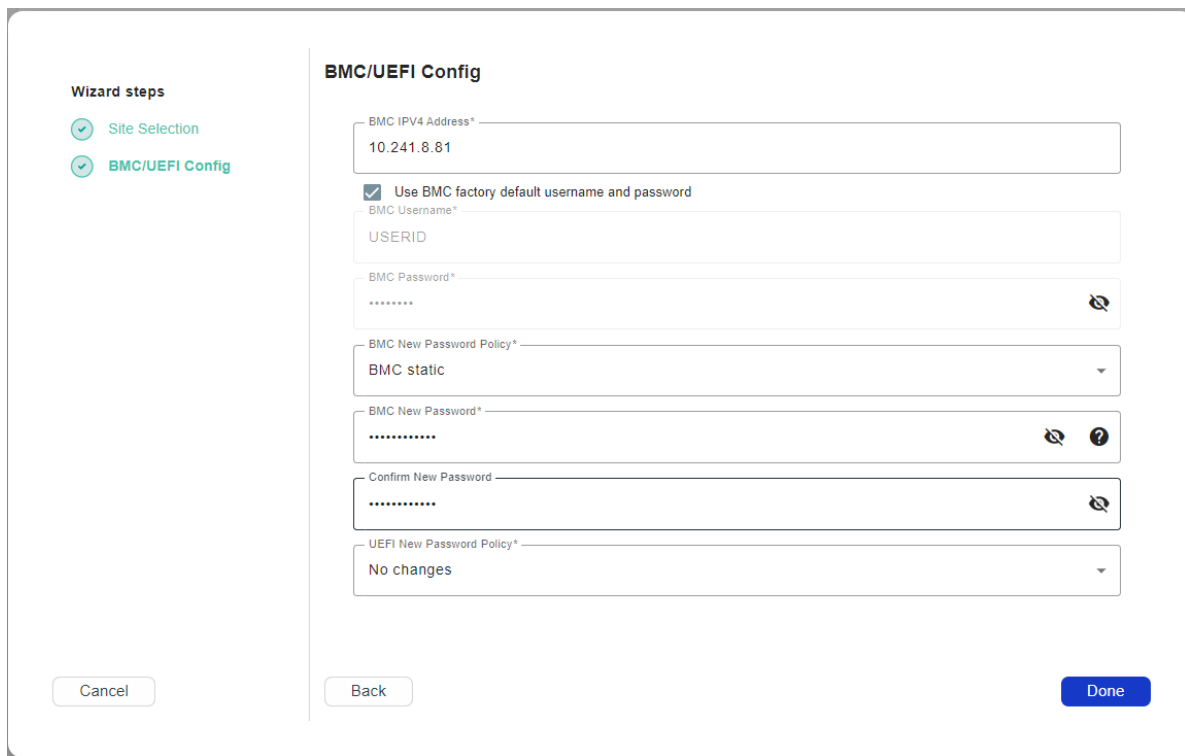 Wizard steps
Site Selection
BMC/UEFI Config
BMC/UEFI Config
BMC IPV4 Address*
10.241.8.81
Use BMC factory default username and password
BMC Username*
USERID
BMC Password*
••••••••
BMC New Password Policy*
BMC static
BMC New Password*
••••••••••••
Confirm New Password
••••••••••••
UEFI New Password Policy*
No changes
Cancel
Back
Done